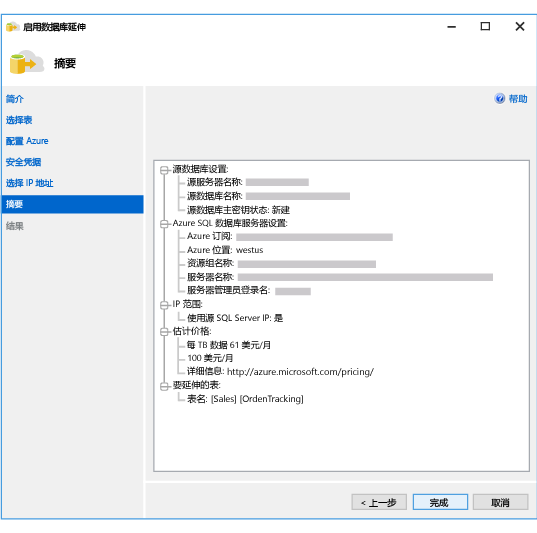 启用数据库延伸
摘要
简介
选择表
配置 Azure
安全凭据
选择 IP 地址
摘要
结果
帮助
源数据库设置:
源服务器名称:
源数据库名称:
源数据库主密钥状态: 新建
Azure SQL 数据库服务器设置:
Azure 订阅:
Azure 位置: westus
资源组名称:
服务器名称:
服务器管理员登录名:
IP 范围:
使用源 SQL Server IP: 是
估计价格:
每 TB 数据 61 美元/月
100 美元/月
详细信息: http://azure.microsoft.com/pricing/
要延伸的表:
表名: [Sales] [OrdenTracking]
< 上一步
完成
取消